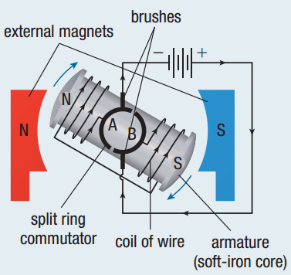 brushes
external magnets
− +
N
N
A
B
S
S
split ring
commutator
coil of wire
armature
(soft-iron core)